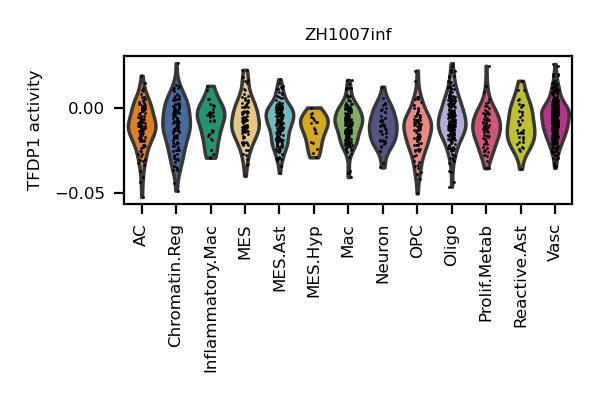 ZH1007inf
TFDP1 activity
0.00
−0.05
AC
Chromatin.Reg
Inflammatory.Mac
MES
MES.Ast
MES.Hyp
Mac
Neuron
OPC
Oligo
Prolif.Metab
Reactive.Ast
Vasc